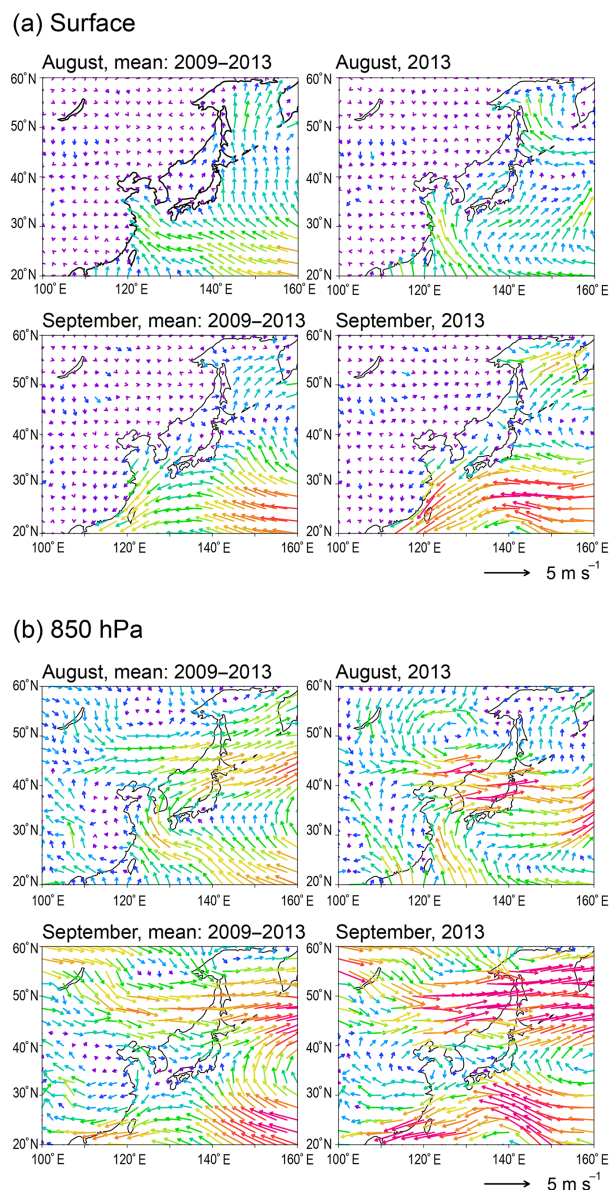 (a) Surface
August, mean: 2009–2013 August, 2013
60˚N 60˚N
50˚N 50˚N
40˚N 40˚N
30˚N 30˚N
20˚N 20˚N
100˚E 120˚ 140˚ 160˚ E 100˚E 120˚ 140˚ 160˚ E
September, mean: 2009–2013 September, 2013
60˚N 60˚N
50˚N 50˚N
40˚N 40˚N
30˚N 30˚N
20˚N 20˚N
100˚E 120˚ 140˚ 160˚ E 100˚E 120˚ 140˚ 160˚ E
5 m s⁻¹
(b) 850 hPa
August, mean: 2009–2013 August, 2013
60˚N 60˚N
50˚N 50˚N
40˚N 40˚N
30˚N 30˚N
20˚N 20˚N
100˚E 120˚ 140˚ 160˚ E 100˚E 120˚ 140˚ 160˚ E
September, mean: 2009–2013 September, 2013
60˚N 60˚N
50˚N 50˚N
40˚N 40˚N
30˚N 30˚N
20˚N 20˚N
100˚E 120˚ 140˚ 160˚ E 100˚E 120˚ 140˚ 160˚ E
5 m s⁻¹